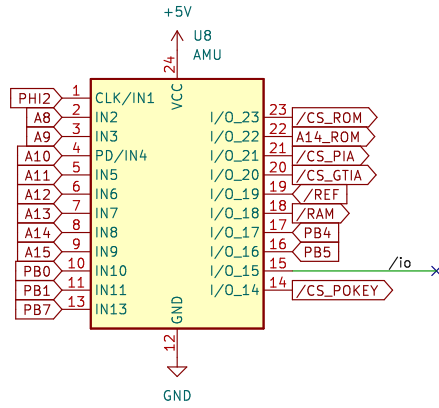 +5V
U8
AMU
24
VCC
PHI2 1 CLK/IN1
A8 2 IN2
A9 3 IN3
A10 4 PD/IN4
A11 5 IN5
A12 6 IN6
A13 7 IN7
A14 8 IN8
A15 9 IN9
PB0 10 IN10
PB1 11 IN11
PB7 13 IN13
I/O_23 23 /CS_ROM
I/O_22 22 A14_ROM
I/O_21 21 /CS_PIA
I/O_20 20 /CS_GTIA
I/O_19 19 /REF
I/O_18 18 /RAM
I/O_17 17 PB4
I/O_16 16 PB5
I/O_15 15 /io
I/O_14 14 /CS_POKEY
GND
12
GND